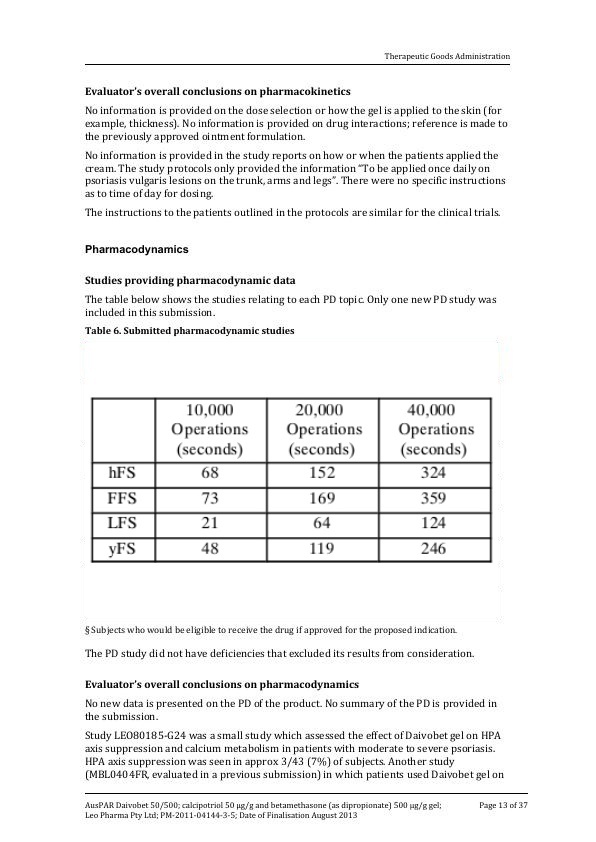 Therapeutic Goods Administration
Evaluator's overall conclusions on pharmacokinetics
No information is provided on the dose selection or how the gel is applied to the skin (for
example, thickness). No information is provided on drug interactions; reference is made to
the previously approved ointment formulation.
No information is provided in the study reports on how or when the patients applied the
cream. The study protocols only provided the information "To be applied once daily on
psoriasis vulgaris lesions on the trunk, arms and legs". There were no specific instructions
as to time of day for dosing.
The instructions to the patients outlined in the protocols are similar for the clinical trials.
Pharmacodynamics
Studies providing pharmacodynamic data
The table below shows the studies relating to each PD topic. Only one new PD study was
included in this submission.
Table 6. Submitted pharmacodynamic studies
10,000 20,000 40,000
Operations Operations Operations
(seconds) (seconds) (seconds)
hFS 68 152 324
FFS 73 169 359
LFS 21 64 124
yFS 48 119 246
§ Subjects who would be eligible to receive the drug if approved for the proposed indication.
The PD study did not have deficiencies that excluded its results from consideration.
Evaluator's overall conclusions on pharmacodynamics
No new data is presented on the PD of the product. No summary of the PD is provided in
the submission.
Study LEO80185-G24 was a small study which assessed the effect of Daivobet gel on HPA
axis suppression and calcium metabolism in patients with moderate to severe psoriasis.
HPA axis suppression was seen in approx 3/43 (7%) of subjects. Another study
(MBL0404FR, evaluated in a previous submission) in which patients used Daivobet gel on
AusPAR Daivobet 50/500; calcipotriol 50 µg/g and betamethasone (as dipropionate) 500 µg/g gel; Page 13 of 37
Leo Pharma Pty Ltd; PM-2011-04144-3-5; Date of Finalisation August 2013